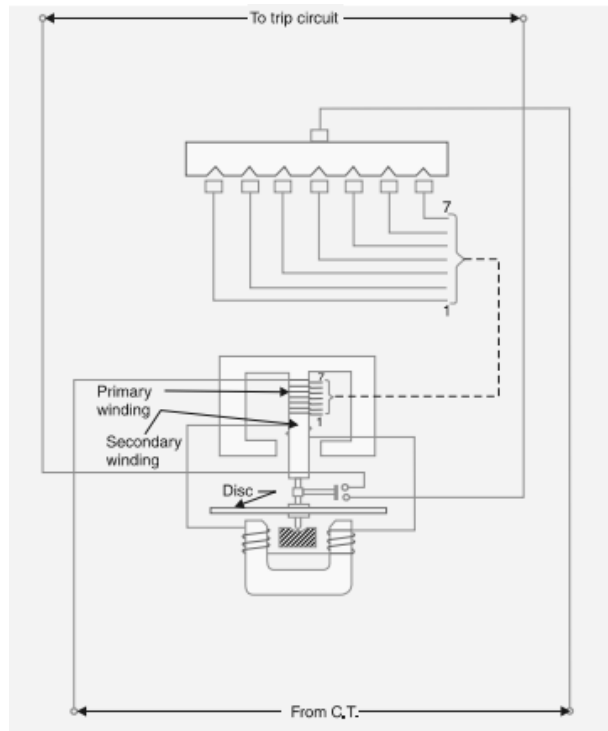 To trip circuit
7
1
7
Primary
winding
1
Secondary
winding
Disc
From C.T.